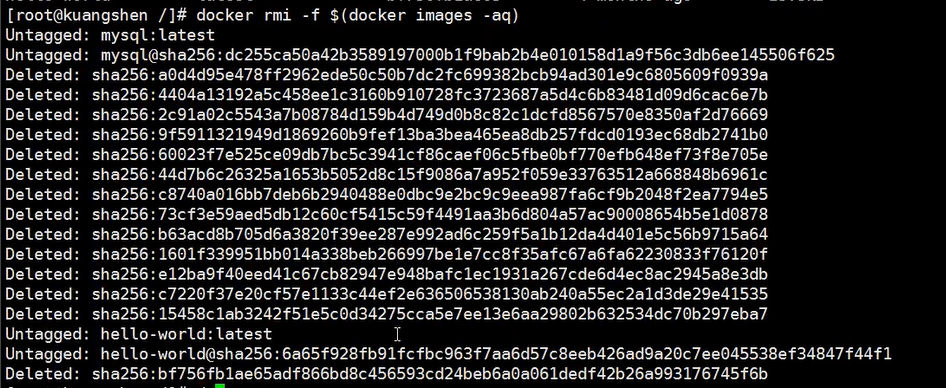 [root@kuangshen /]# docker rmi -f $(docker images -aq)
Untagged: mysql:latest
Untagged: mysql@sha256:dc255ca50a42b3589197000b1f9bab2b4e010158d1a9f56c3db6ee145506f625
Deleted: sha256:a0d4d95e478ff2962ede50c50b7dc2fc699382bcb94ad301e9c6805609f0939a
Deleted: sha256:4404a13192a5c458ee1c3160b910728fc3723687a5d4c6b83481d09d6cac6e7b
Deleted: sha256:2c91a02c5543a7b08784d159b4d749d0b8c82c1dcfd8567570e8350af2d76669
Deleted: sha256:9f5911321949d1869260b9fef13ba3bea465ea8db257fdcd0193ec68db2741b0
Deleted: sha256:60023f7e525ce09db7bc5c3941cf86caef06c5fbe0bf770efb648ef73f8e705e
Deleted: sha256:44d7b6c26325a1653b5052d8c15f9086a7a952f059e33763512a668848b6961c
Deleted: sha256:c8740a016bb7deb6b2940488e0dbc9e2bc9c9eea987fa6cf9b2048f2ea7794e5
Deleted: sha256:73cf3e59aed5db12c60cf5415c59f4491aa3b6d804a57ac90008654b5e1d0878
Deleted: sha256:b63acd8b705d6a3820f39ee287e992ad6c259f5a1b12da4d401e5c56b9715a64
Deleted: sha256:1601f339951bb014a338beb266997be1e7cc8f35afc67a6fa62230833f76120f
Deleted: sha256:e12ba9f40eed41c67cb82947e948bafc1ec1931a267cde6d4ec8ac2945a8e3db
Deleted: sha256:c7220f37e20cf57e1133c44ef2e636506538130ab240a55ec2a1d3de29e41535
Deleted: sha256:15458c1ab3242f51e5c0d34275cca5e7ee13e6aa29802b632534dc70b297eba7
Untagged: hello-world:latest
Untagged: hello-world@sha256:6a65f928fb91fcfbc963f7aa6d57c8eeb426ad9a20c7ee045538ef34847f44f1
Deleted: sha256:bf756fb1ae65adf866bd8c456593cd24beb6a0a061dedf42b26a993176745f6b